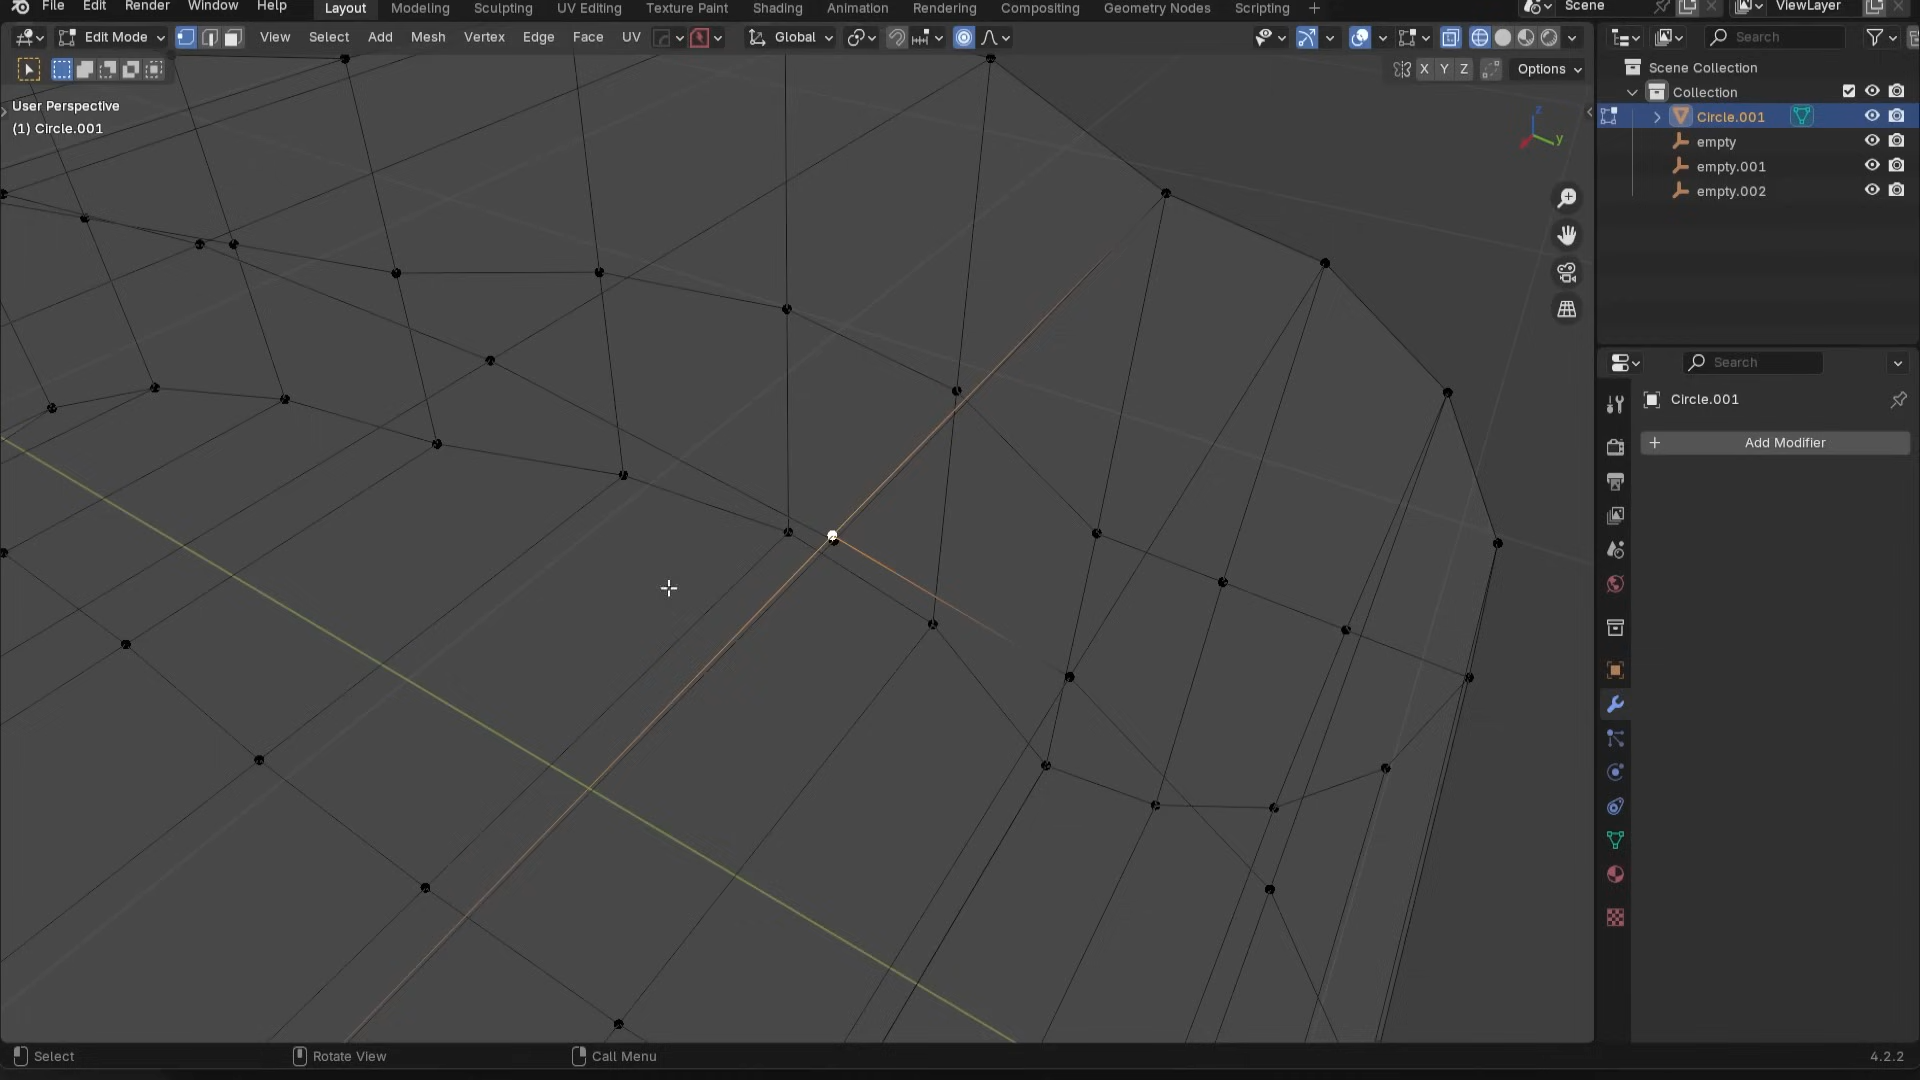 File Edit Render Window Help Layout Modeling Sculpting UV Editing Texture Paint Shading Animation Rendering Compositing Geometry Nodes Scripting + Scene ViewLayer
Edit Mode View Select Add Mesh Vertex Edge Face UV Global Search
X Y Z Options
User Perspective
(1) Circle.001
Scene Collection
Collection
Circle.001
empty
empty.001
empty.002
z
y
Search
Circle.001
+ Add Modifier
Select Rotate View Call Menu 4.2.2